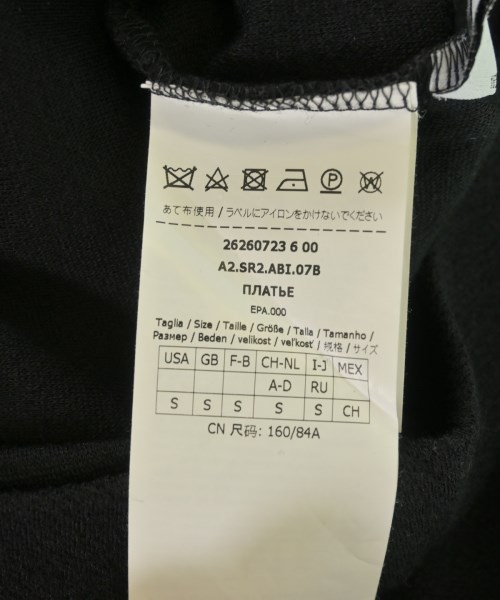 あて布使用 / ラベルにアイロンをかけないでください
26260723 6 00
A2.SR2.ABI.07B
ПЛАТЬЕ
EPA.000
Taglia / Size / Taille / Größe / Talla / Tamanho /
Размер / Beden / velikost / veľkosť / 规格 / サイズ
USA GB F-B CH-NL I-J MEX
A-D RU
S S S S S CH
CN 尺码: 160/84A